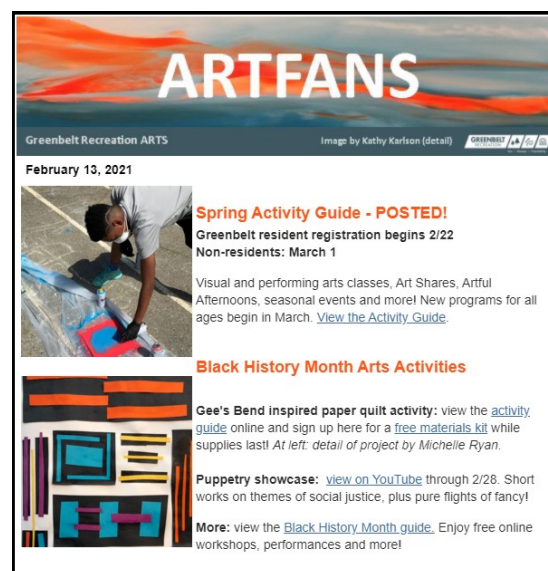 ARTFANS
Greenbelt Recreation ARTS
Image by Kathy Karlson (detail)
GREENBELT
RECREATION
February 13, 2021
Spring Activity Guide - POSTED!
Greenbelt resident registration begins 2/22
Non-residents: March 1
Visual and performing arts classes, Art Shares, Artful
Afternoons, seasonal events and more! New programs for all
ages begin in March. View the Activity Guide.
Black History Month Arts Activities
Gee's Bend inspired paper quilt activity: view the activity
guide online and sign up here for a free materials kit while
supplies last! At left: detail of project by Michelle Ryan.
Puppetry showcase: view on YouTube through 2/28. Short
works on themes of social justice, plus pure flights of fancy!
More: view the Black History Month guide. Enjoy free online
workshops, performances and more!